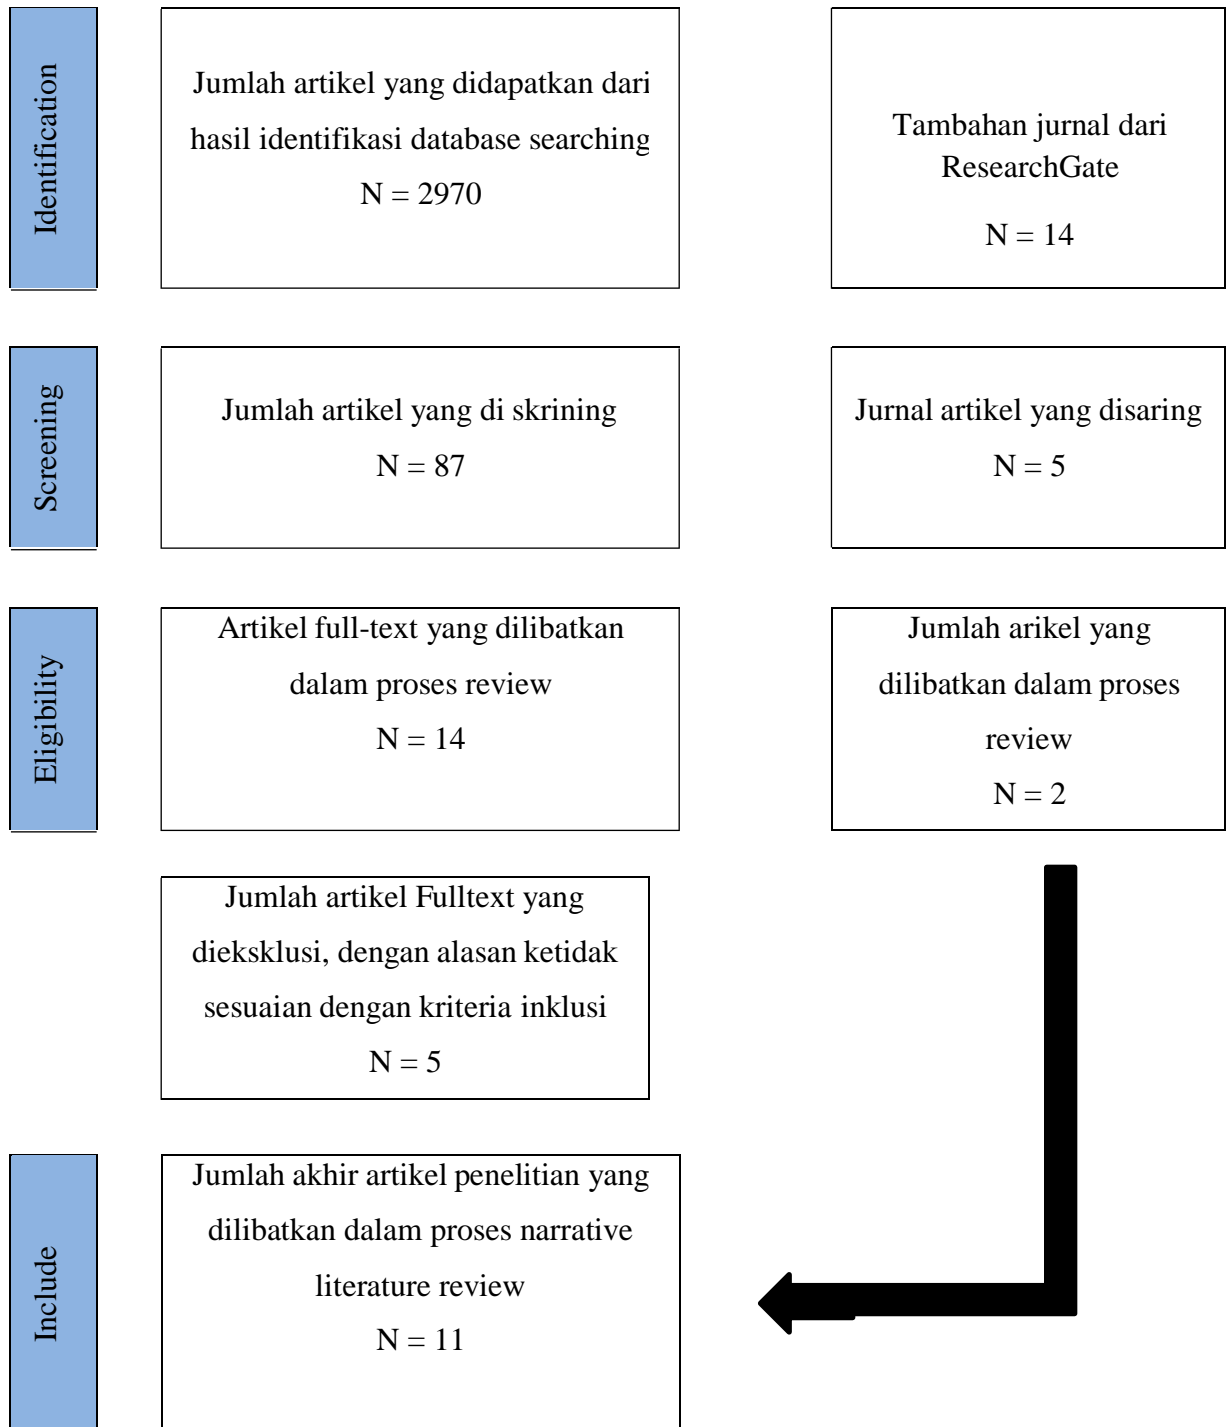 Identification
Jumlah artikel yang didapatkan dari
hasil identifikasi database searching
N = 2970
Tambahan jurnal dari
ResearchGate
N = 14
Screening
Jumlah artikel yang di skrining
N = 87
Jurnal artikel yang disaring
N = 5
Eligibility
Artikel full-text yang dilibatkan
dalam proses review
N = 14
Jumlah arikel yang
dilibatkan dalam proses
review
N = 2
Jumlah artikel Fulltext yang
dieksklusi, dengan alasan ketidak
sesuaian dengan kriteria inklusi
N = 5
Include
Jumlah akhir artikel penelitian yang
dilibatkan dalam proses narrative
literature review
N = 11